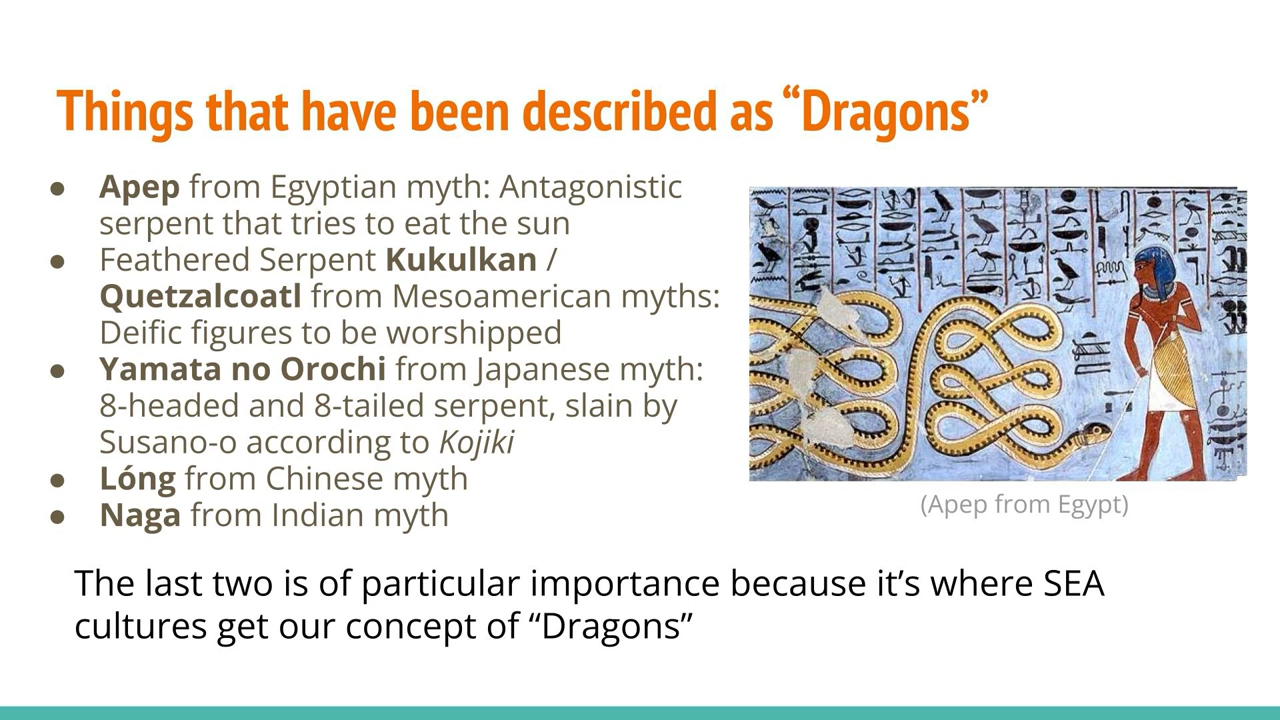 Things that have been described as “Dragons”
● Apep from Egyptian myth: Antagonistic
serpent that tries to eat the sun
● Feathered Serpent Kukulkan /
Quetzalcoatl from Mesoamerican myths:
Deific figures to be worshipped
● Yamata no Orochi from Japanese myth:
8-headed and 8-tailed serpent, slain by
Susano-o according to Kojiki
● Lóng from Chinese myth
● Naga from Indian myth
(Apep from Egypt)
The last two is of particular importance because it’s where SEA
cultures get our concept of “Dragons”